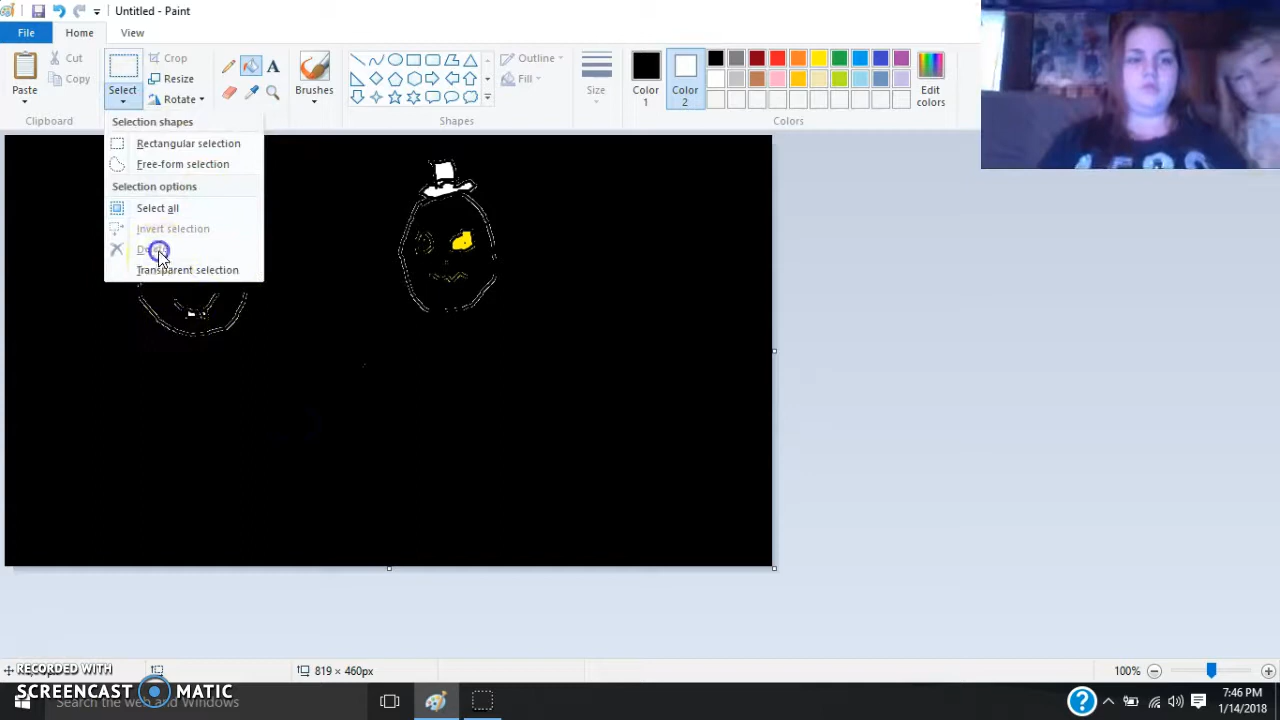 Untitled - Paint
File Home View
Paste
Cut
Copy
Clipboard
Select
Crop
Resize
Rotate
Brushes
Shapes
Outline
Fill
Size
Color 1
Color 2
Edit colors
Colors
Selection shapes
Rectangular selection
Free-form selection
Selection options
Select all
Invert selection
Transparent selection
819 × 460px
100%
RECORDED WITH
SCREENCAST MATIC
Search the web and Windows
7:46 PM
1/14/2018